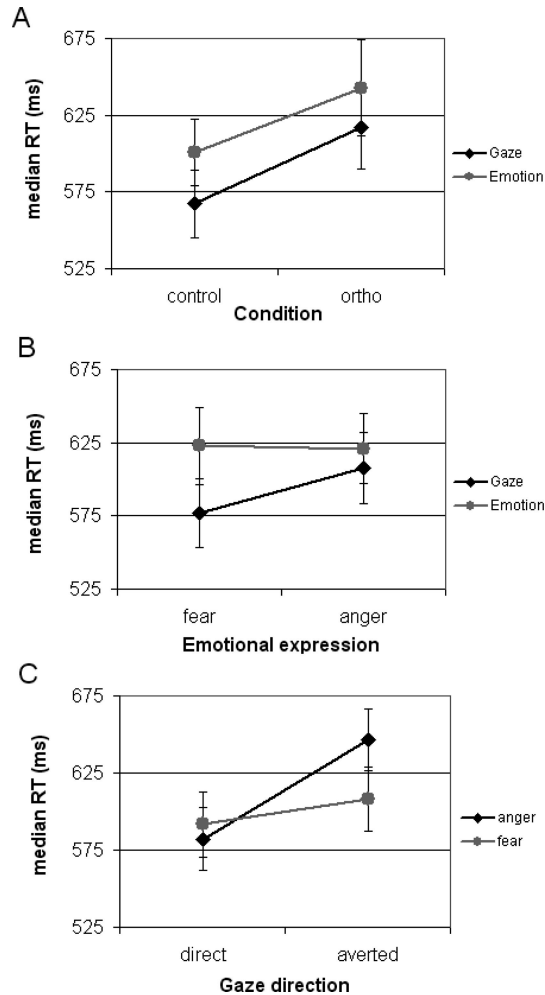 A
675
625
575
525
median RT (ms)
control
ortho
Condition
Gaze
Emotion
B
675
625
575
525
median RT (ms)
fear
anger
Emotional expression
Gaze
Emotion
C
675
625
575
525
median RT (ms)
direct
averted
Gaze direction
anger
fear